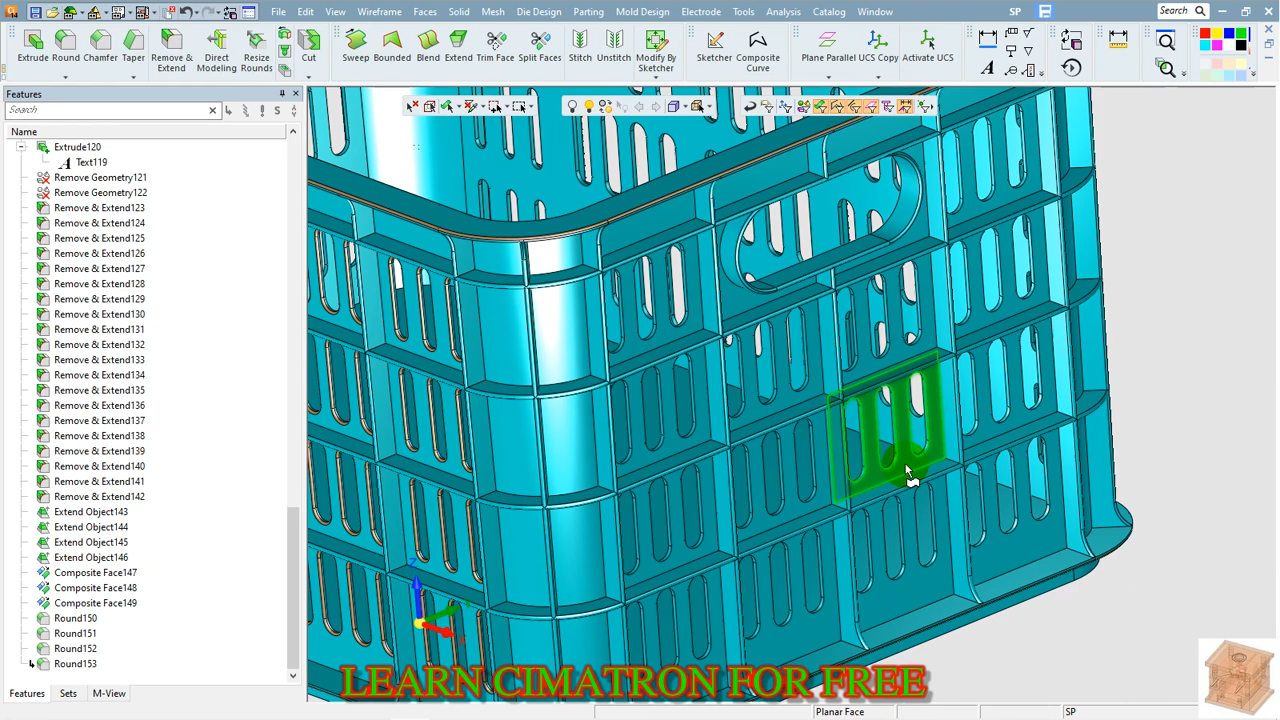 14
File
Edit
View
Wireframe
Faces
Solid
Mesh
Die Design
Parting
Mold Design
Electrode
Tools
Analysis
Catalog
Window
SP
Search
Extrude
Round
Chamfer
Taper
Remove & Extend
Direct Modeling
Resize Rounds
Cut
Sweep
Bounded
Blend
Extend
Trim Face
Split Faces
Stitch
Unstitch
Modify By Sketcher
Sketcher
Composite Curve
Plane
Parallel UCS
Copy
Activate UCS
Features
Search
Name
Extrude120
Text119
Remove Geometry121
Remove Geometry122
Remove & Extend123
Remove & Extend124
Remove & Extend125
Remove & Extend126
Remove & Extend127
Remove & Extend128
Remove & Extend129
Remove & Extend130
Remove & Extend131
Remove & Extend132
Remove & Extend133
Remove & Extend134
Remove & Extend135
Remove & Extend136
Remove & Extend137
Remove & Extend138
Remove & Extend139
Remove & Extend140
Remove & Extend141
Remove & Extend142
Extend Object143
Extend Object144
Extend Object145
Extend Object146
Composite Face147
Composite Face148
Composite Face149
Round150
Round151
Round152
Round153
Features
Sets
M-View
Z
LEARN CIMATRON FOR FREE
Planar Face
SP